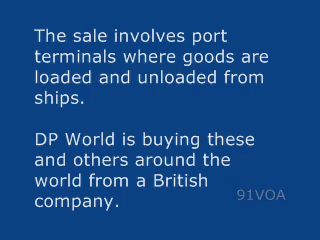 The sale involves port
terminals where goods are
loaded and unloaded from
ships.
DP World is buying these
and others around the
world from a British
company.
91VOA